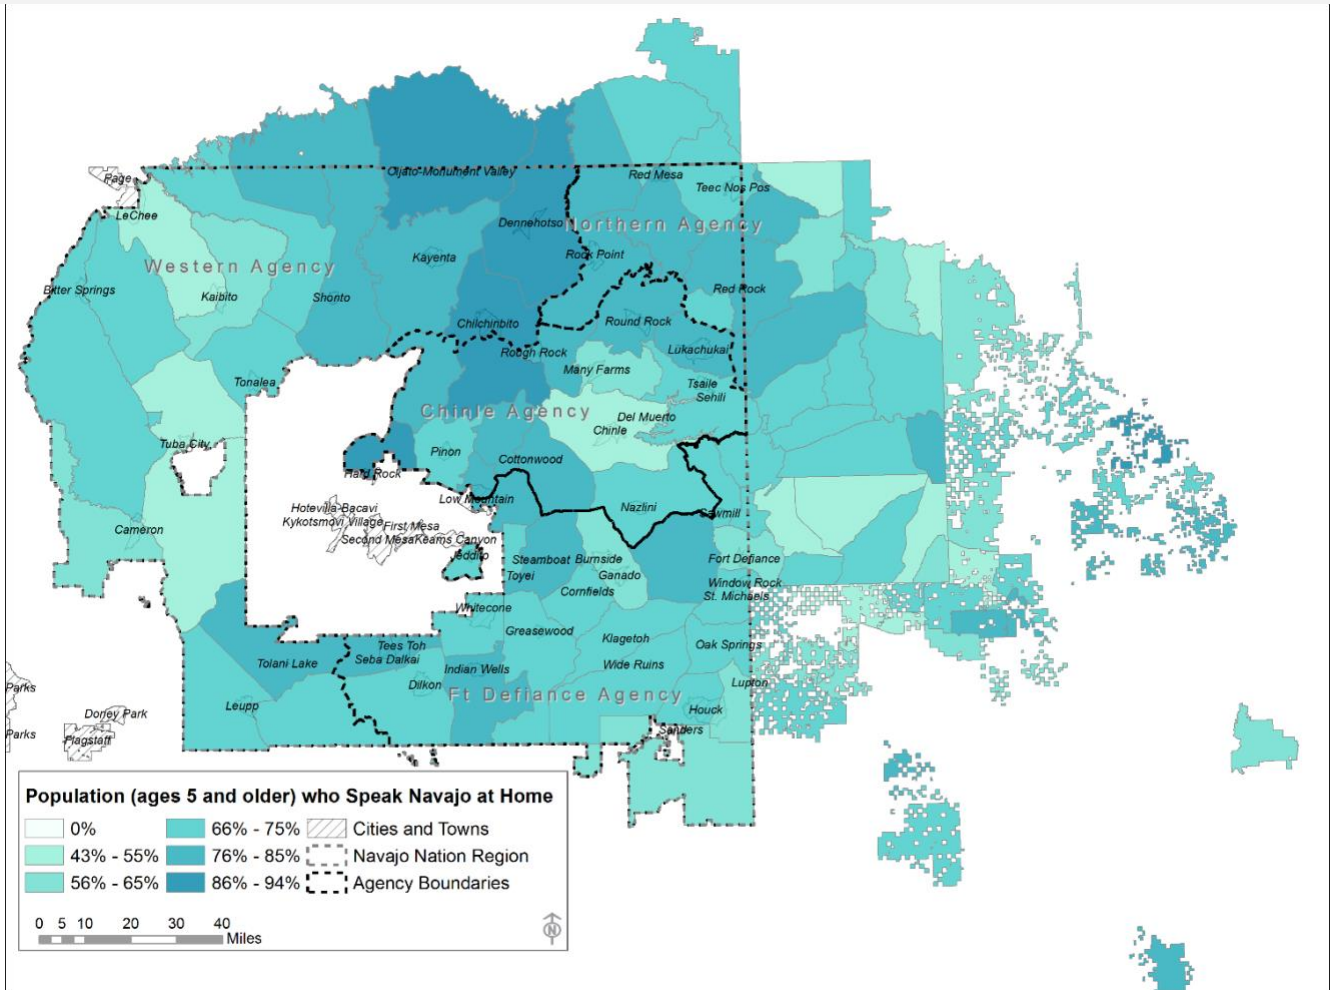 Page
LeChee
Oljato-Monument Valley
Red Mesa
Teec Nos Pos
Dennehotso
Northern Agency
Western Agency
Kayenta
Rock Point
Bitter Springs
Kaibito
Shonto
Red Rock
Chilchinbito
Round Rock
Rough Rock
Lukachukai
Many Farms
Tonalea
Tsaile
Sehili
Chinle Agency
Del Muerto
Chinle
Tuba City
Pinon
Cottonwood
Hard Rock
Low Mountain
Hotevilla-Bacavi
Kykotsmovi Village
First Mesa
Second Mesa
Keams Canyon
Nazlini
Sawmill
Cameron
Jeddito
Steamboat
Burnside
Fort Defiance
Toyei
Ganado
Cornfields
Window Rock
St. Michaels
Whitecone
Greasewood
Klagetoh
Oak Springs
Tees Toh
Seba Dalkai
Tolani Lake
Indian Wells
Wide Ruins
Dilkon
Ft Defiance Agency
Lupton
Leupp
Houck
Sanders
Parks
Doney Park
Parks
Flagstaff
Population (ages 5 and older) who Speak Navajo at Home
0%
43% - 55%
56% - 65%
66% - 75%
76% - 85%
86% - 94%
Cities and Towns
Navajo Nation Region
Agency Boundaries
0 5 10 20 30 40
Miles
N